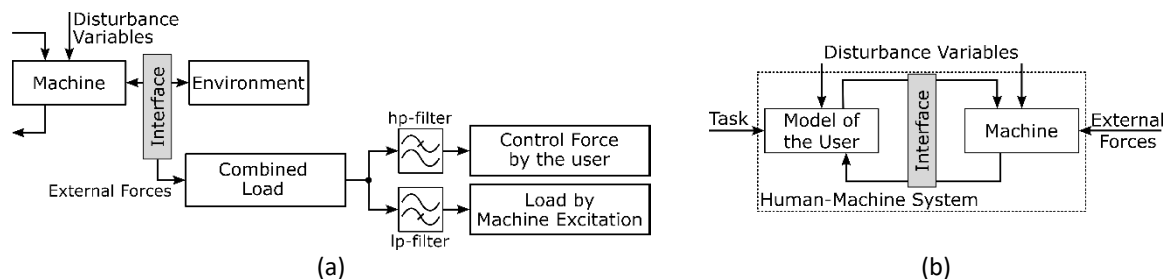 Disturbance
Variables
Machine
Interface
Environment
hp-filter
Control Force
by the user
External Forces
Combined
Load
Load by
Machine Excitation
lp-filter
(a)
Disturbance Variables
Task
Model of
the User
Interface
Machine
External
Forces
Human-Machine System
(b)